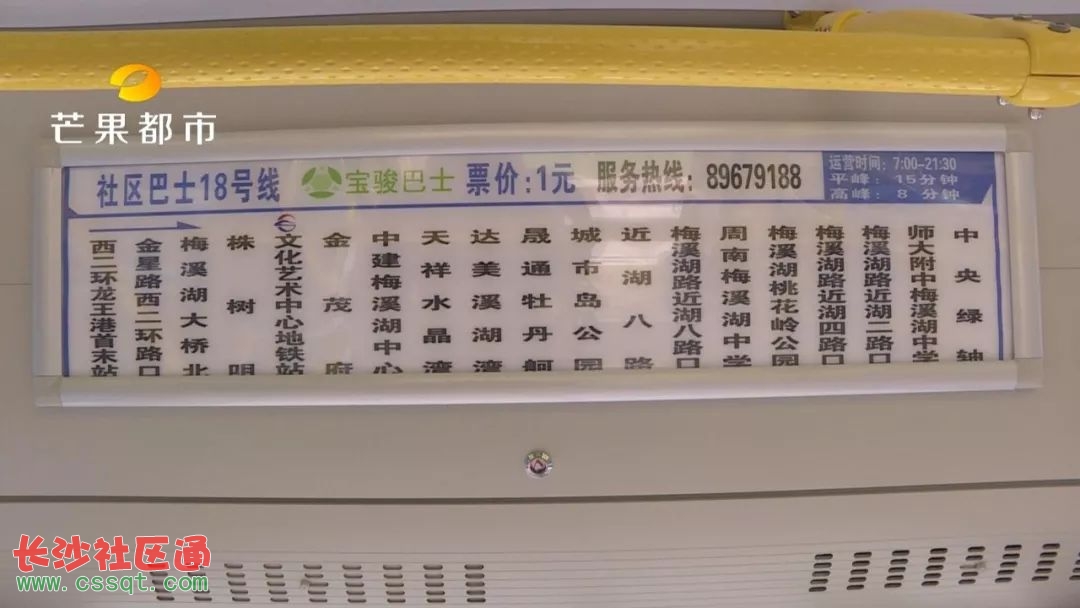 芒果都市
社区巴士18号线
宝骏巴士
票价:1元
服务热线:89679188
运营时间:7:00-21:30
平峰:15分钟
高峰:8分钟
西二环龙王港首末站
金星路西二环路口
梅溪湖大桥北
株树
文化艺术中心地铁站
金茂府
中建梅溪湖中心
天祥水晶湾
达美溪湖湾
晟通牡丹舸
城市岛公园
近湖八路
梅溪湖路近湖八路口
周南梅溪湖中学
梅溪湖桃花岭公园
梅溪湖路近湖四路口
梅溪湖路近湖二路口
师大附中梅溪湖中学
中央绿轴
长沙社区通
www.cssqt.com